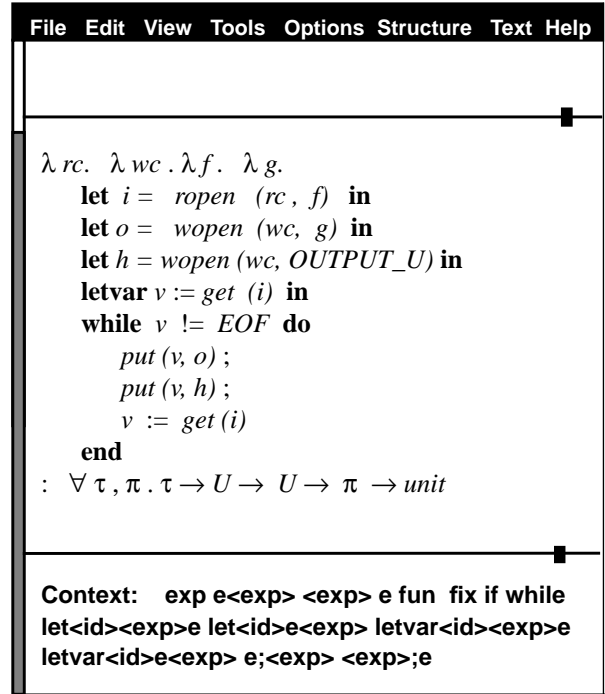 File Edit View Tools Options Structure Text Help
λ rc. λ wc . λ f . λ g.
let i = ropen (rc , f) in
let o = wopen (wc, g) in
let h = wopen (wc, OUTPUT_U) in
letvar v := get (i) in
while v != EOF do
put (v, o) ;
put (v, h) ;
v := get (i)
end
: ∀ τ , π . τ → U → U → π → unit
Context: exp e<exp> <exp> e fun fix if while
let<id><exp>e let<id>e<exp> letvar<id><exp>e
letvar<id>e<exp> e;<exp> <exp>;e